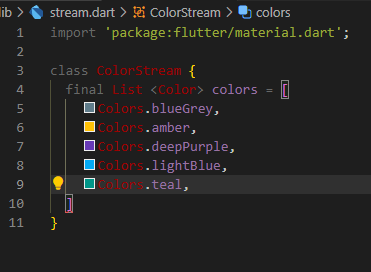 lib > stream.dart > ColorStream > colors
1 import 'package:flutter/material.dart';
2
3 class ColorStream {
4 final List <Color> colors = [
5 Colors.blueGrey,
6 Colors.amber,
7 Colors.deepPurple,
8 Colors.lightBlue,
9 Colors.teal,
10 ]
11 }